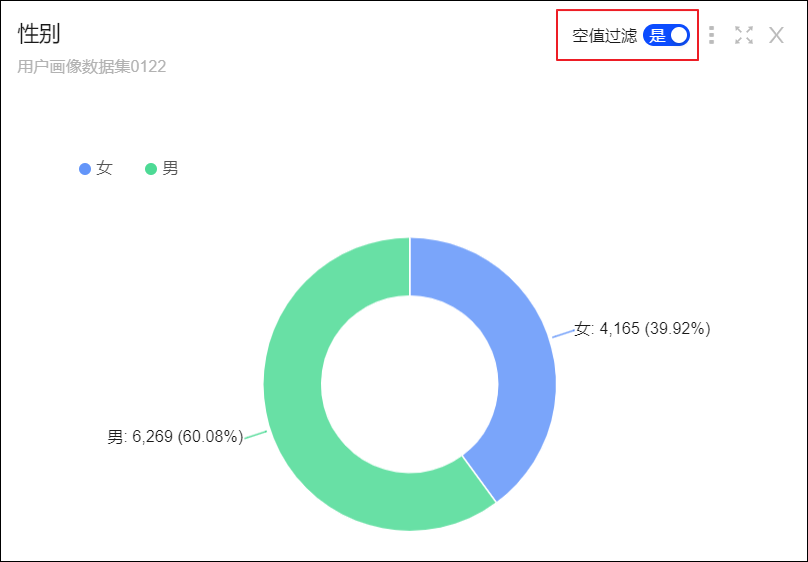 性别
空值过滤 是
用户画像数据集0122
女 男
女: 4,165 (39.92%)
男: 6,269 (60.08%)